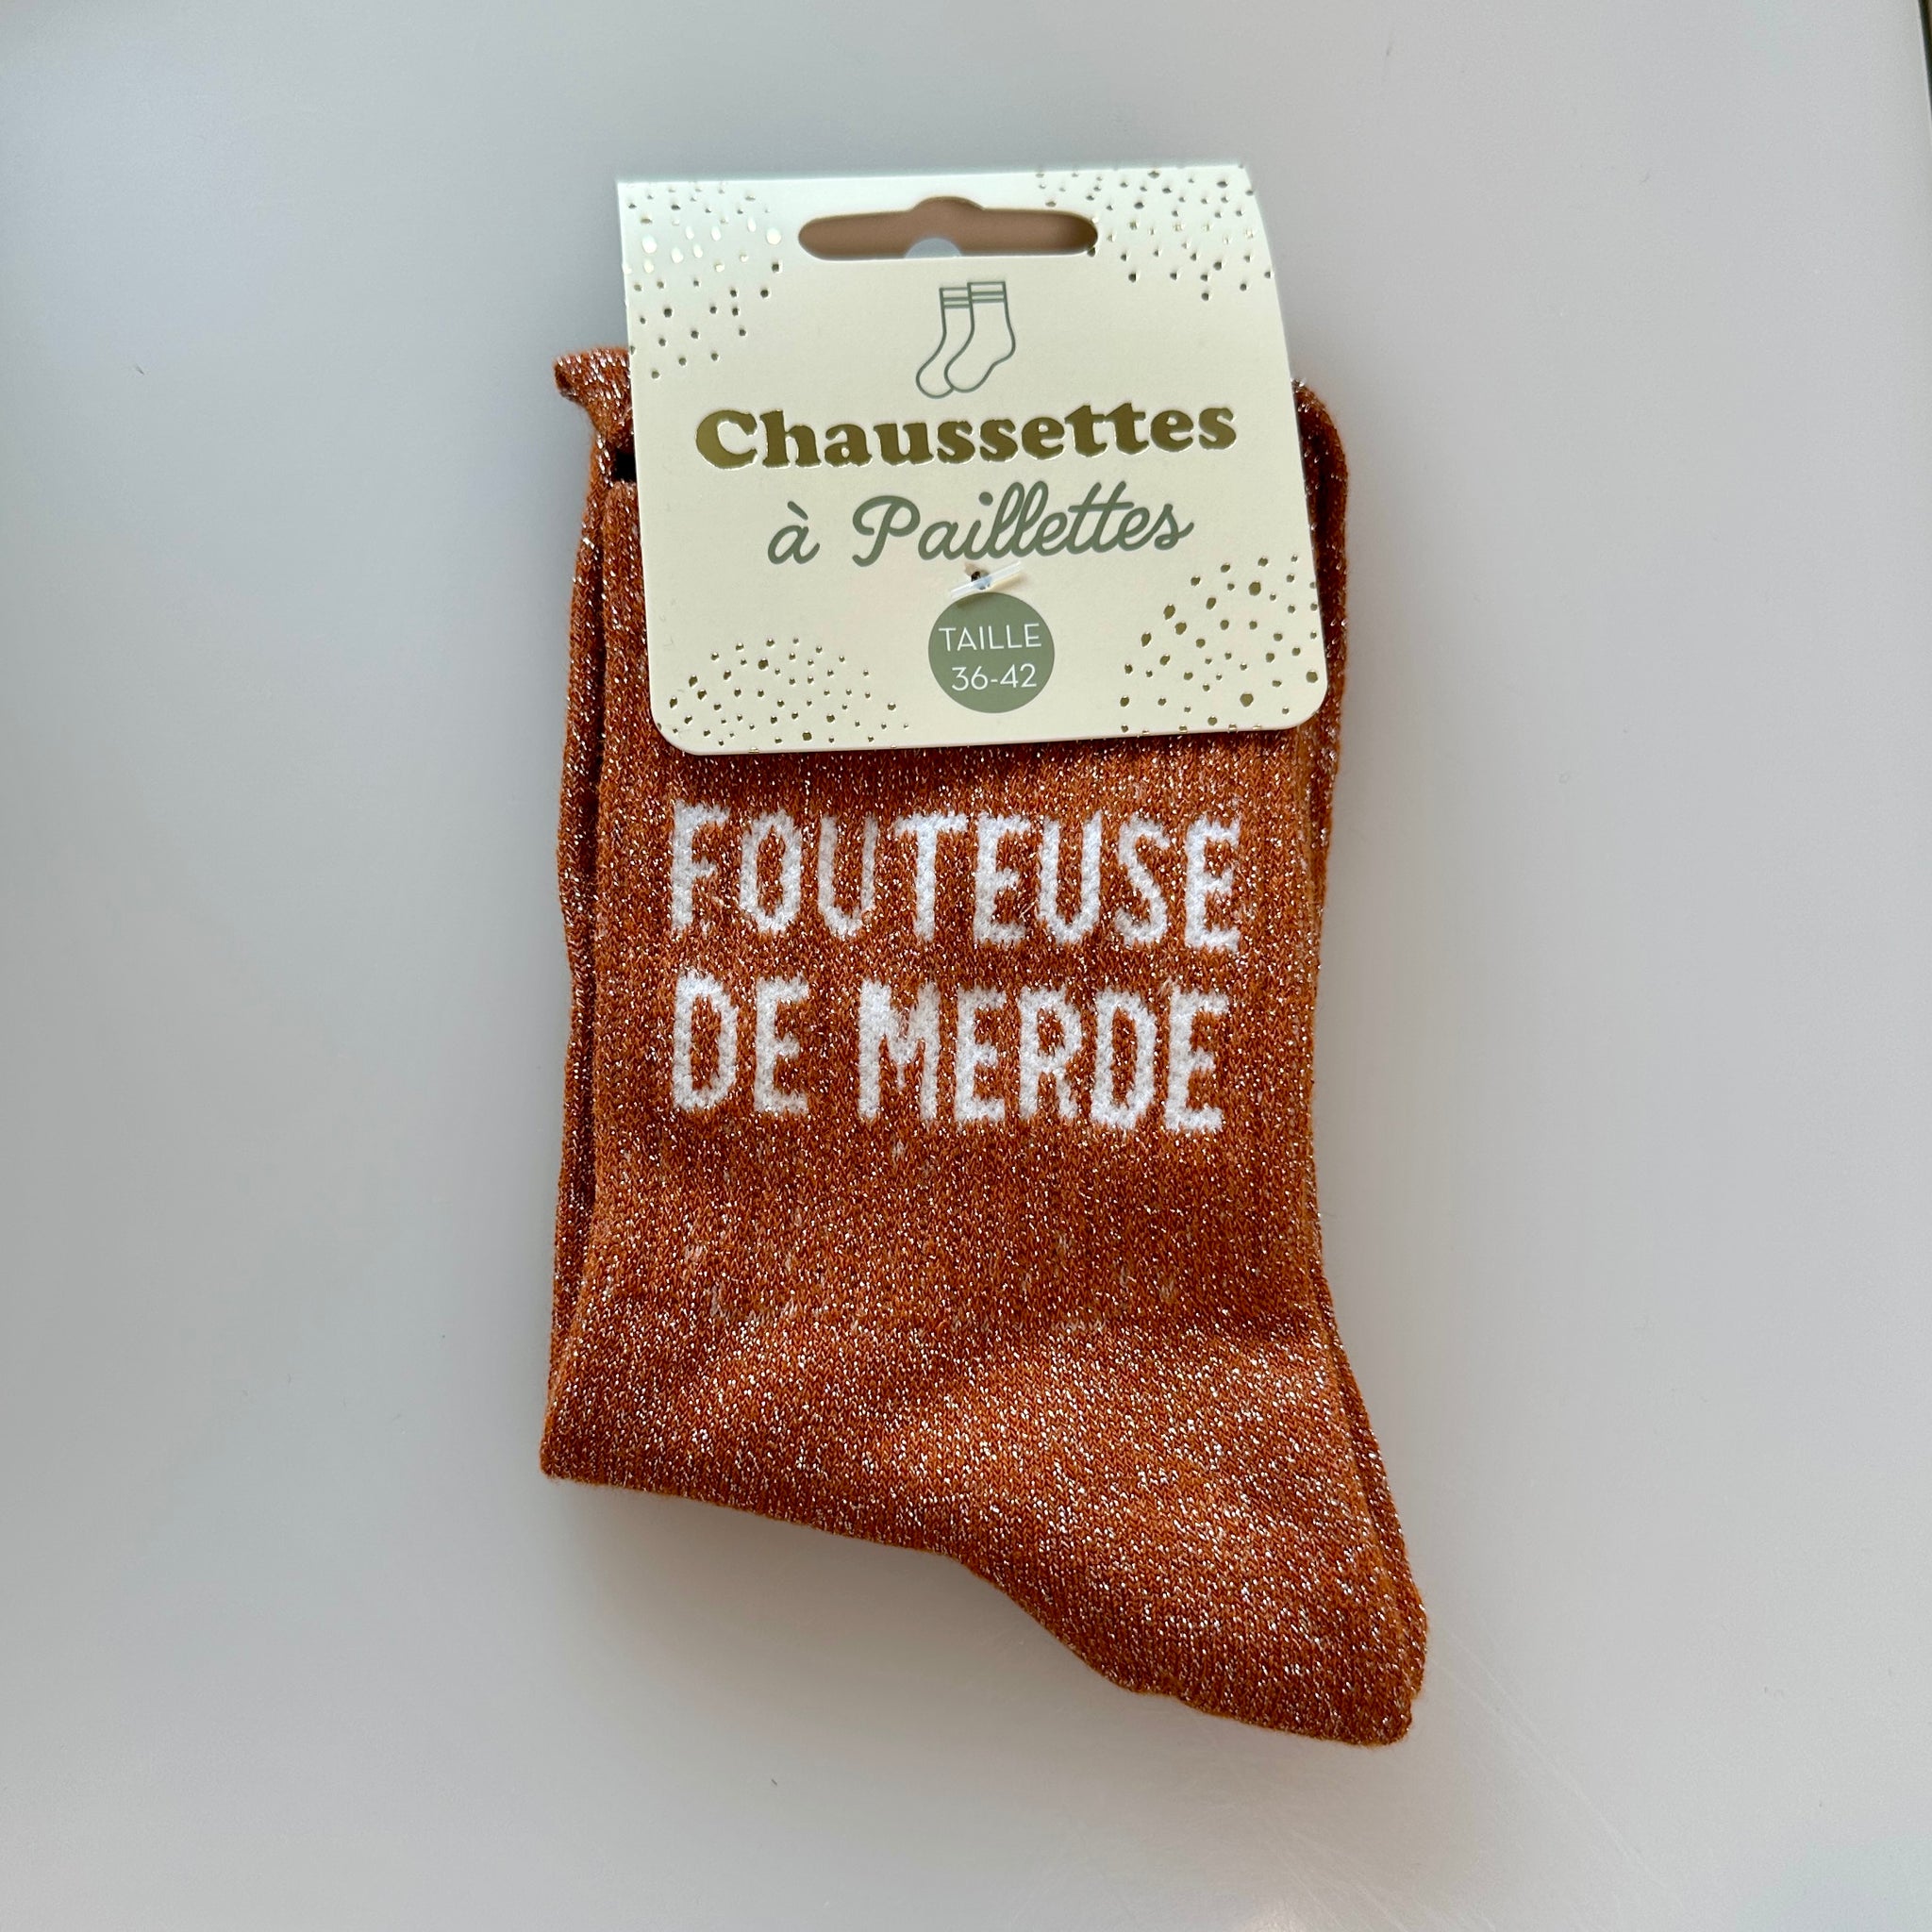 Chaussettes
à Paillettes
TAILLE
36-42
FOUTEUSE
DE MERDE